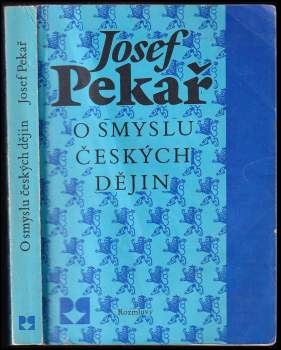 O smyslu českých dějin Josef Pekař
Josef
Pekař
O SMYSLU
ČESKÝCH
DĚJIN
Rozmluvy